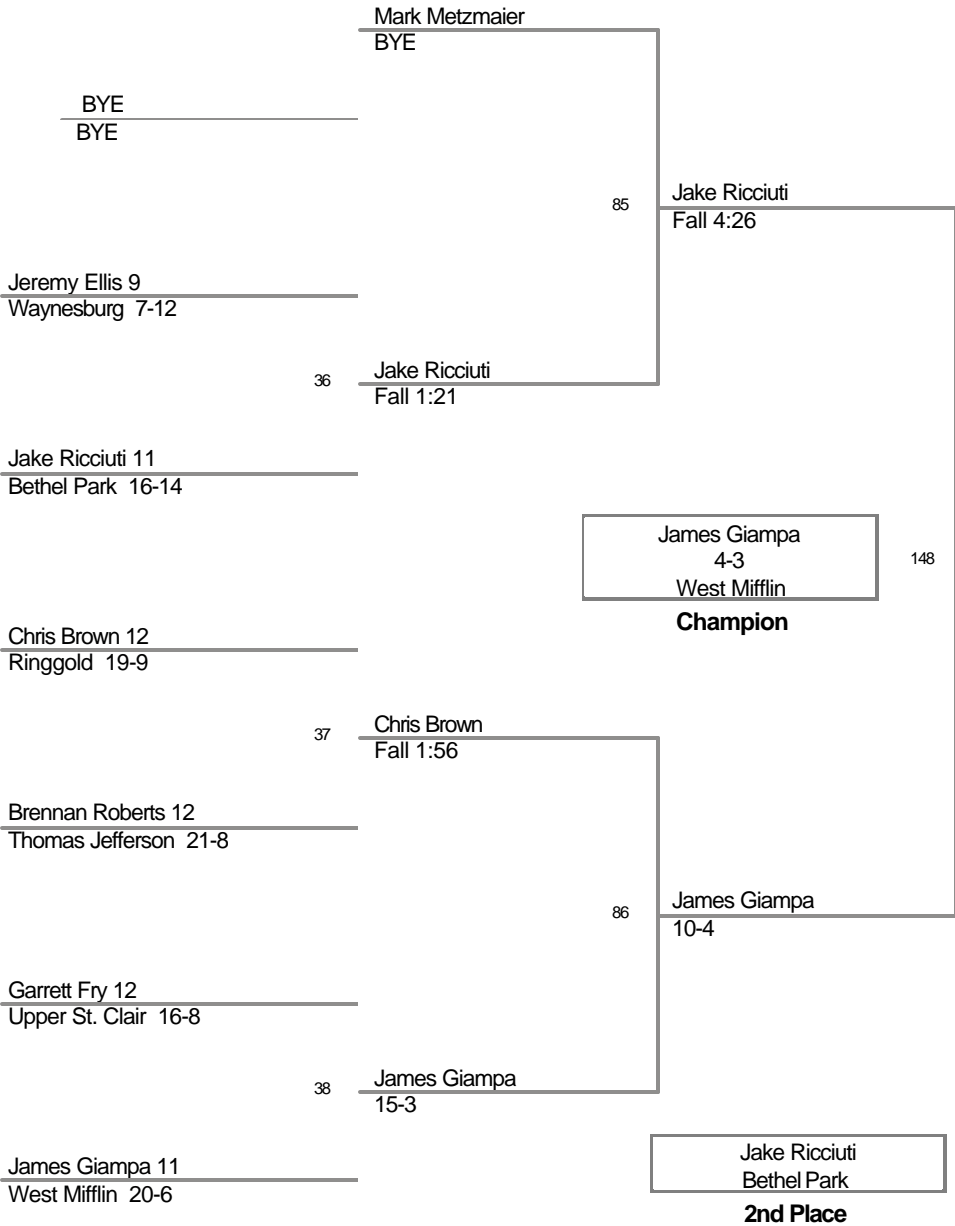 Mark Metzmaier
BYE
BYE
BYE
85
Jake Ricciuti
Fall 4:26
Jeremy Ellis 9
Waynesburg 7-12
36
Jake Ricciuti
Fall 1:21
Jake Ricciuti 11
Bethel Park 16-14
James Giampa
4-3
West Mifflin
148
Champion
Chris Brown 12
Ringgold 19-9
37
Chris Brown
Fall 1:56
Brennan Roberts 12
Thomas Jefferson 21-8
86
James Giampa
10-4
Garrett Fry 12
Upper St. Clair 16-8
38
James Giampa
15-3
James Giampa 11
West Mifflin 20-6
Jake Ricciuti
Bethel Park
2nd Place